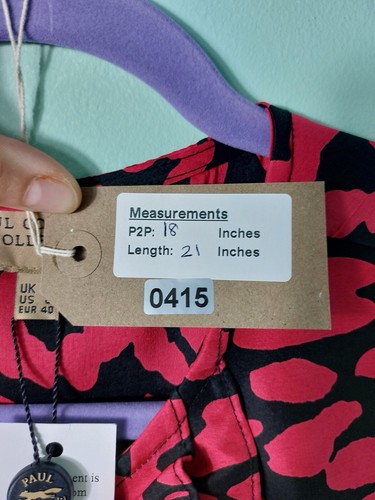 Measurements
P2P: 18 Inches
Length: 21 Inches
0415
UK
US
EUR 40
PAUL